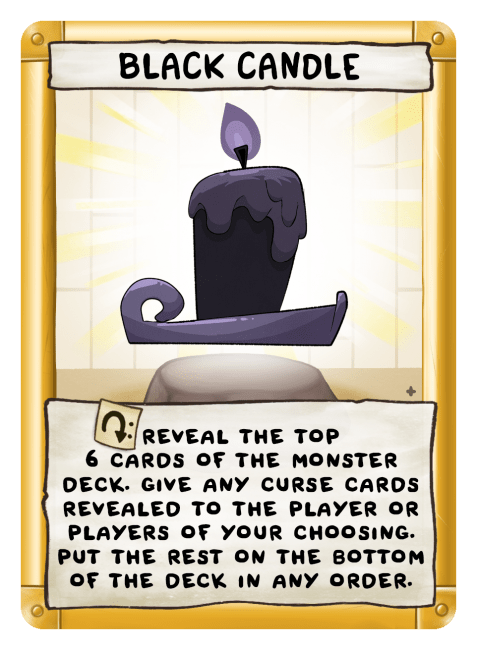 BLACK CANDLE
: REVEAL THE TOP
6 CARDS OF THE MONSTER
DECK. GIVE ANY CURSE CARDS
REVEALED TO THE PLAYER OR
PLAYERS OF YOUR CHOOSING.
PUT THE REST ON THE BOTTOM
OF THE DECK IN ANY ORDER.